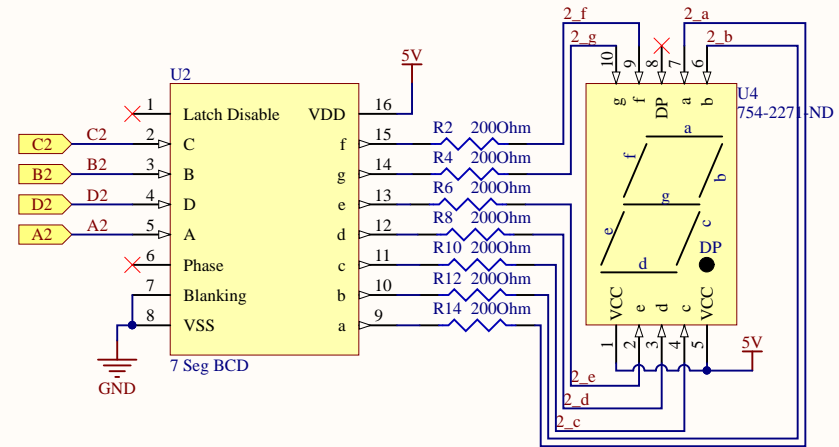 U2
1 Latch Disable VDD 16
C2 C2 2 C f 15
B2 B2 3 B g 14
D2 D2 4 D e 13
A2 A2 5 A d 12
6 Phase c 11
7 Blanking b 10
8 VSS a 9
7 Seg BCD
GND
5V
R2 200Ohm
R4 200Ohm
R6 200Ohm
R8 200Ohm
R10 200Ohm
R12 200Ohm
R14 200Ohm
2_f 2_a
2_g 2_b
10 9 8 7 6
g f DP a b
U4
754-2271-ND
a
f b
g
e c
d DP
VCC e d c VCC
1 2 3 4 5
5V
2_e
2_d
2_c